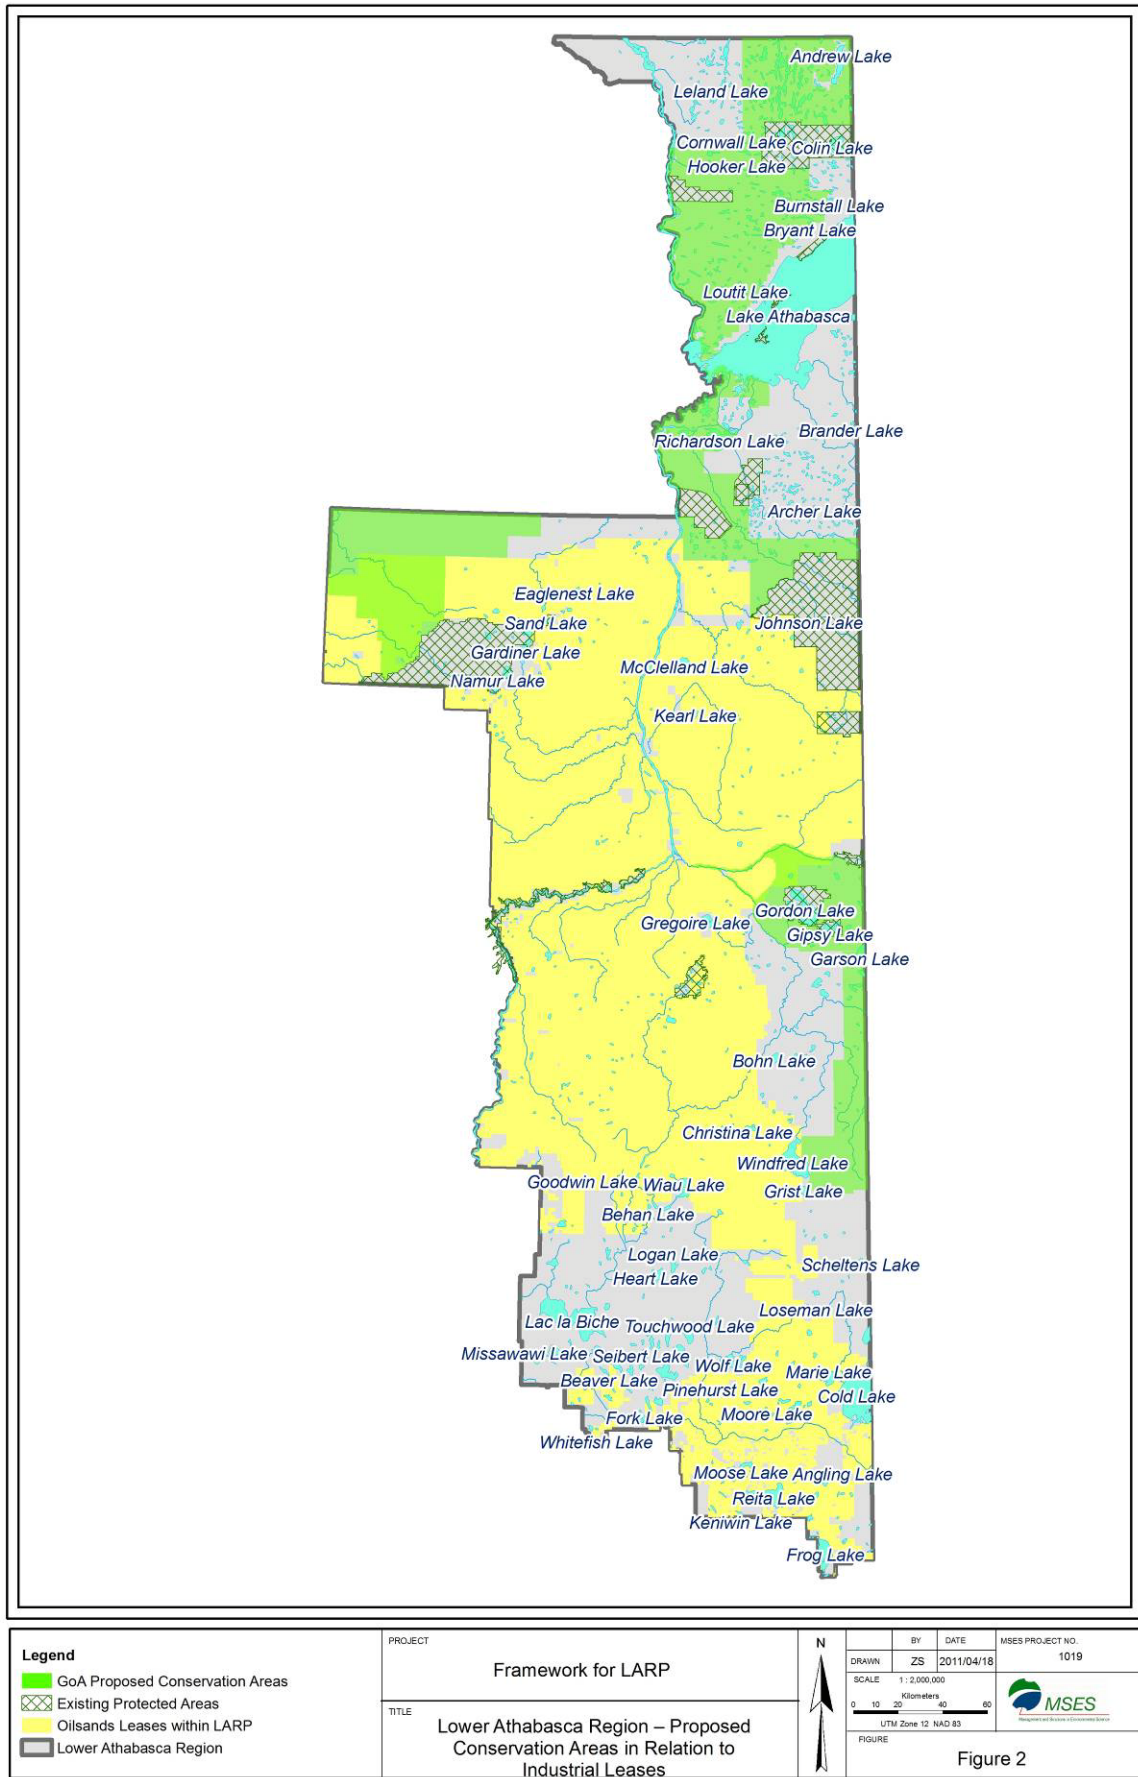 Andrew Lake
Leland Lake
Cornwall Lake
Colin Lake
Hooker Lake
Burnstall Lake
Bryant Lake
Loutit Lake
Lake Athabasca
Brander Lake
Richardson Lake
Archer Lake
Eaglenest Lake
Sand Lake
Johnson Lake
Gardiner Lake
McClelland Lake
Namur Lake
Kearl Lake
Gordon Lake
Gregoire Lake
Gipsy Lake
Garson Lake
Bohn Lake
Christina Lake
Windfred Lake
Goodwin Lake
Wiau Lake
Grist Lake
Behan Lake
Logan Lake
Scheltens Lake
Heart Lake
Loseman Lake
Lac la Biche
Touchwood Lake
Missawawi Lake
Seibert Lake
Wolf Lake
Marie Lake
Beaver Lake
Pinehurst Lake
Cold Lake
Fork Lake
Moore Lake
Whitefish Lake
Moose Lake
Angling Lake
Reita Lake
Keniwin Lake
Frog Lake
Legend
GoA Proposed Conservation Areas
Existing Protected Areas
Oilsands Leases within LARP
Lower Athabasca Region
PROJECT
Framework for LARP
TITLE
Lower Athabasca Region – Proposed
Conservation Areas in Relation to
Industrial Leases
N
BY DATE
DRAWN ZS 2011/04/18
SCALE 1 : 2,000,000
Kilometers
0 10 20 40 60
UTM Zone 12 NAD 83
MSES PROJECT NO.
1019
MSES
FIGURE
Figure 2